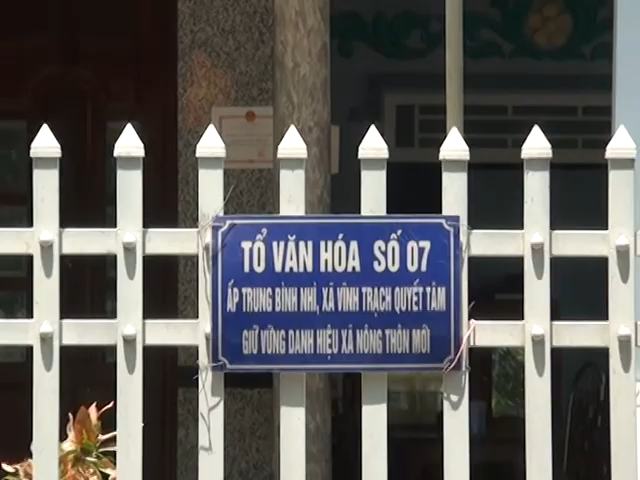 TỔ VĂN HÓA SỐ 07
ẤP TRUNG BÌNH NHÌ, XÃ VĨNH TRẠCH QUYẾT TÂM
GIỮ VỮNG DANH HIỆU XÃ NÔNG THÔN MỚI